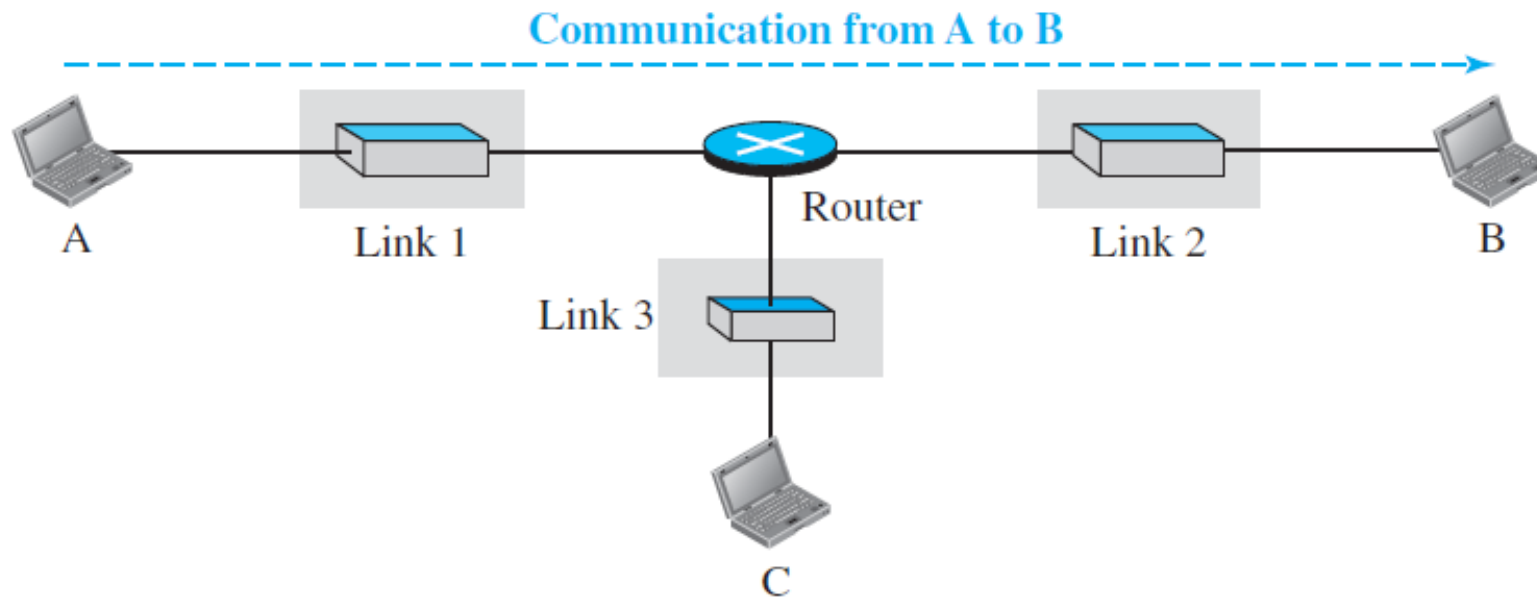 Communication from A to B
A
Link 1
Router
Link 2
B
Link 3
C